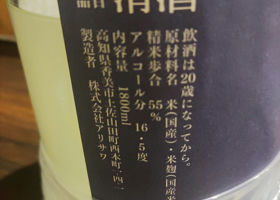 品目 清酒
飲酒は20歳になってから。
原材料名 米(国産)・米麹(国産米
精米歩合 55%
アルコール分 16.5度
内容量 1800ml
高知県香美市土佐山田町西本町一四一
製造者 株式会社アリサワ